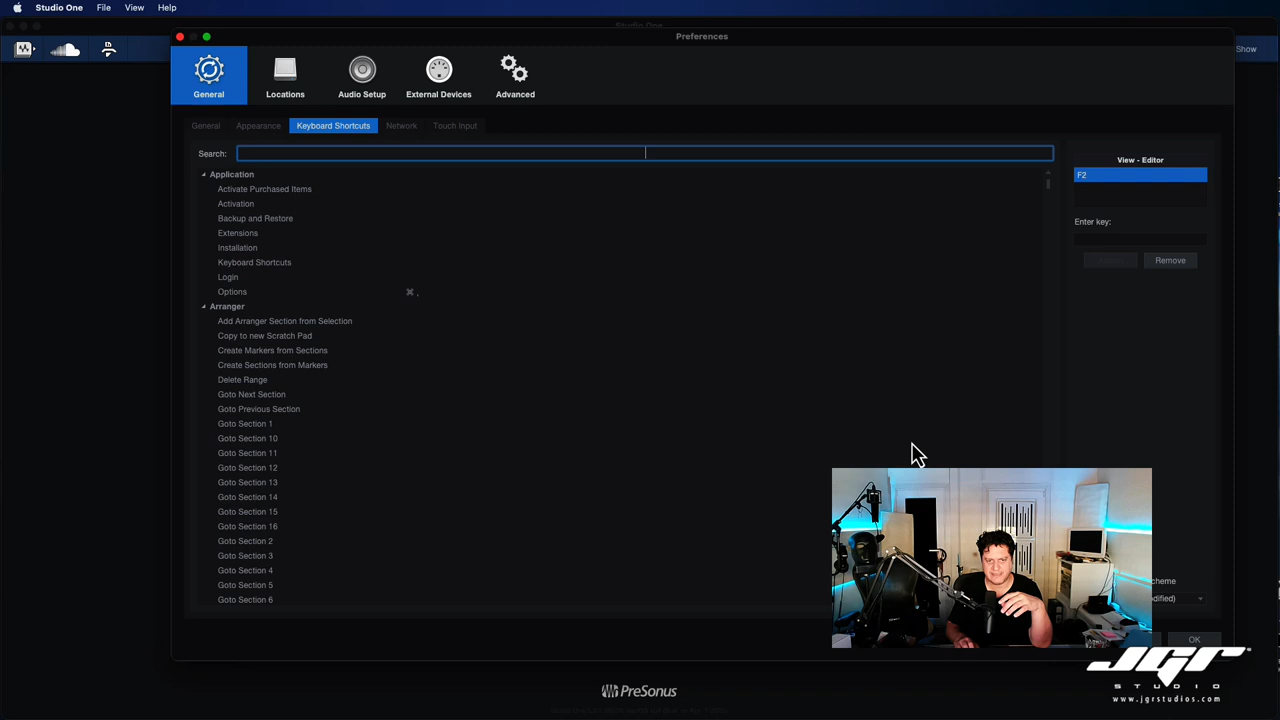 Studio One File View Help
Studio One
Preferences
Show
General
Locations
Audio Setup
External Devices
Advanced
General
Appearance
Keyboard Shortcuts
Network
Touch Input
Search:
Application
Activate Purchased Items
Activation
Backup and Restore
Extensions
Installation
Keyboard Shortcuts
Login
Options ⌘ ,
Arranger
Add Arranger Section from Selection
Copy to new Scratch Pad
Create Markers from Sections
Create Sections from Markers
Delete Range
Goto Next Section
Goto Previous Section
Goto Section 1
Goto Section 10
Goto Section 11
Goto Section 12
Goto Section 13
Goto Section 14
Goto Section 15
Goto Section 16
Goto Section 2
Goto Section 3
Goto Section 4
Goto Section 5
Goto Section 6
View - Editor
F2
Enter key:
Remove
cheme
dified)
OK
PreSonus
JGR
STUDIO
www.jgrstudios.com